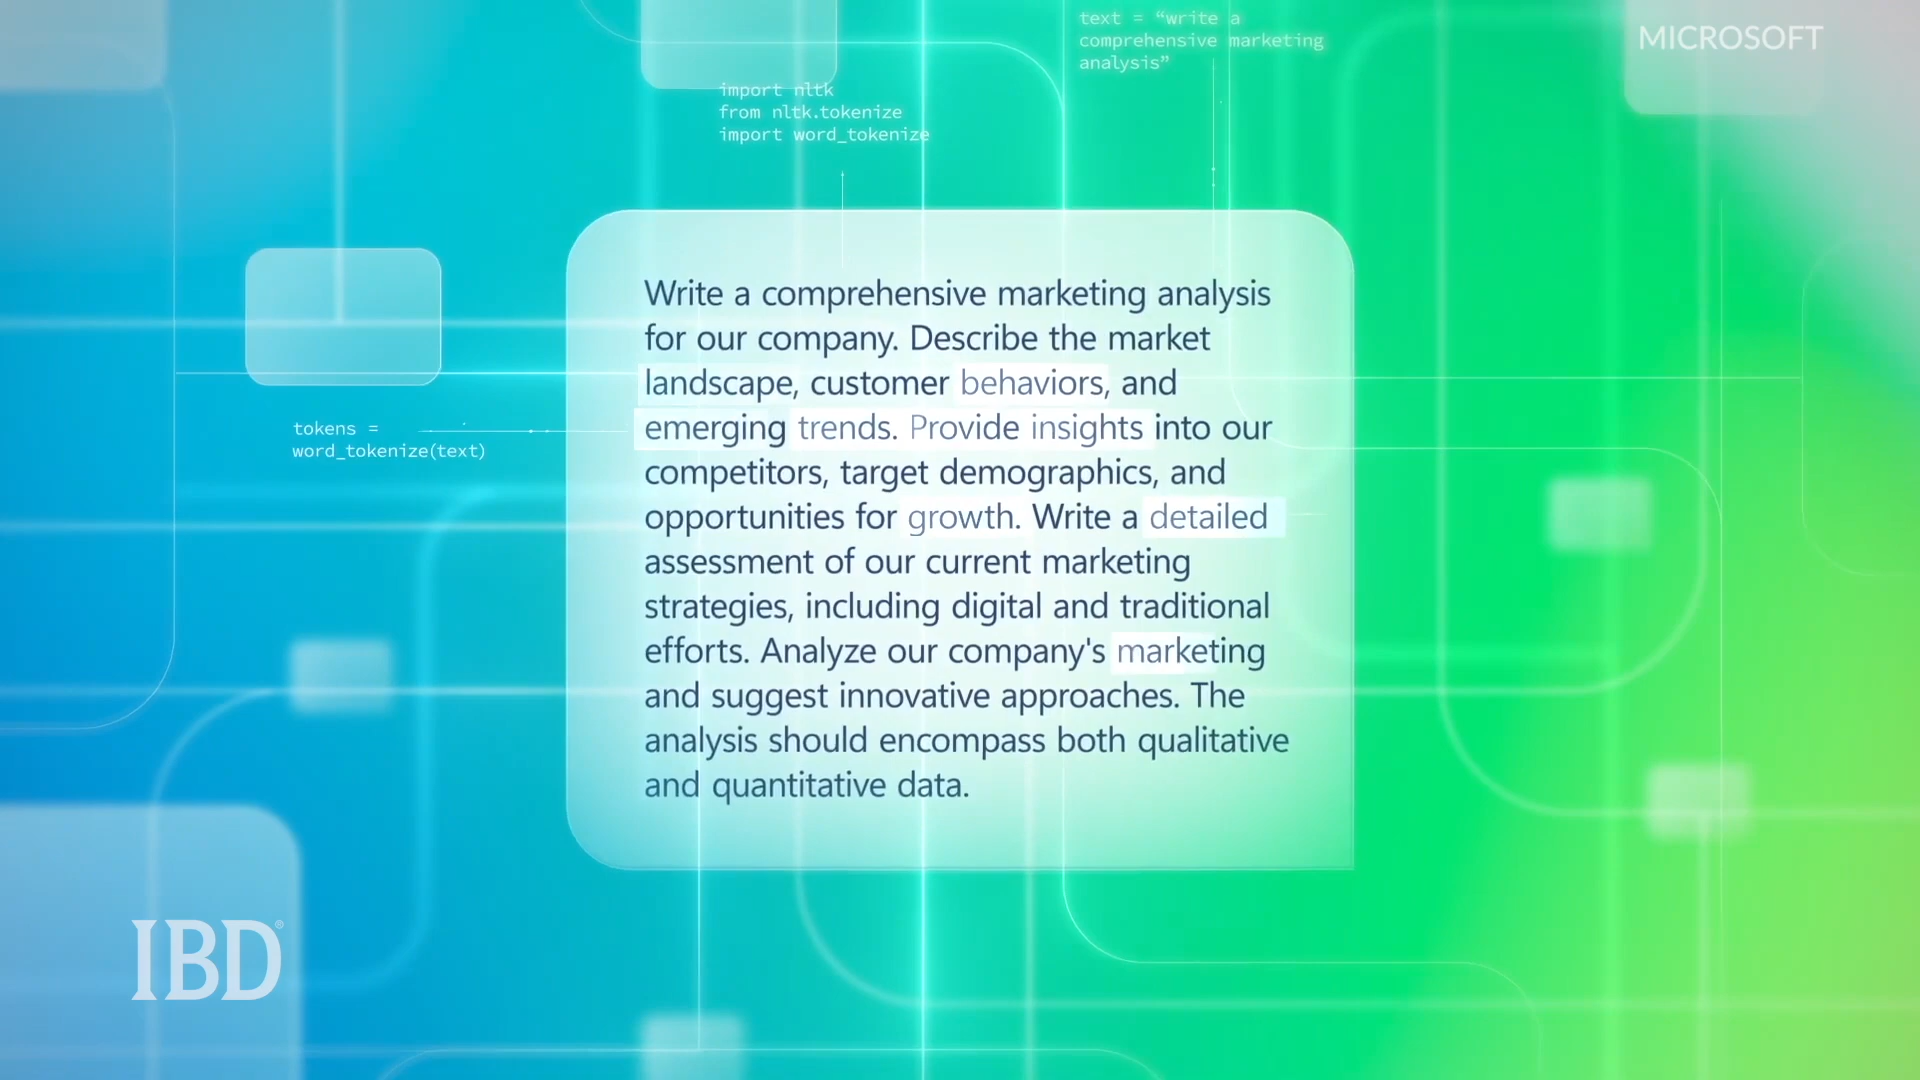 text = “write a
comprehensive marketing
analysis”
MICROSOFT
import nltk
from nltk.tokenize
import word_tokenize
tokens =
word_tokenize(text)
Write a comprehensive marketing analysis
for our company. Describe the market
landscape, customer behaviors, and
emerging trends. Provide insights into our
competitors, target demographics, and
opportunities for growth. Write a detailed
assessment of our current marketing
strategies, including digital and traditional
efforts. Analyze our company's marketing
and suggest innovative approaches. The
analysis should encompass both qualitative
and quantitative data.
IBD®